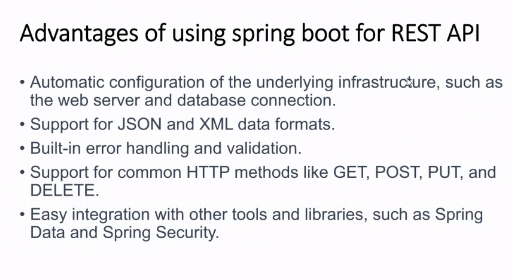 Advantages of using spring boot for REST API
• Automatic configuration of the underlying infrastructure, such as
the web server and database connection.
• Support for JSON and XML data formats.
• Built-in error handling and validation.
• Support for common HTTP methods like GET, POST, PUT, and
DELETE.
• Easy integration with other tools and libraries, such as Spring
Data and Spring Security.